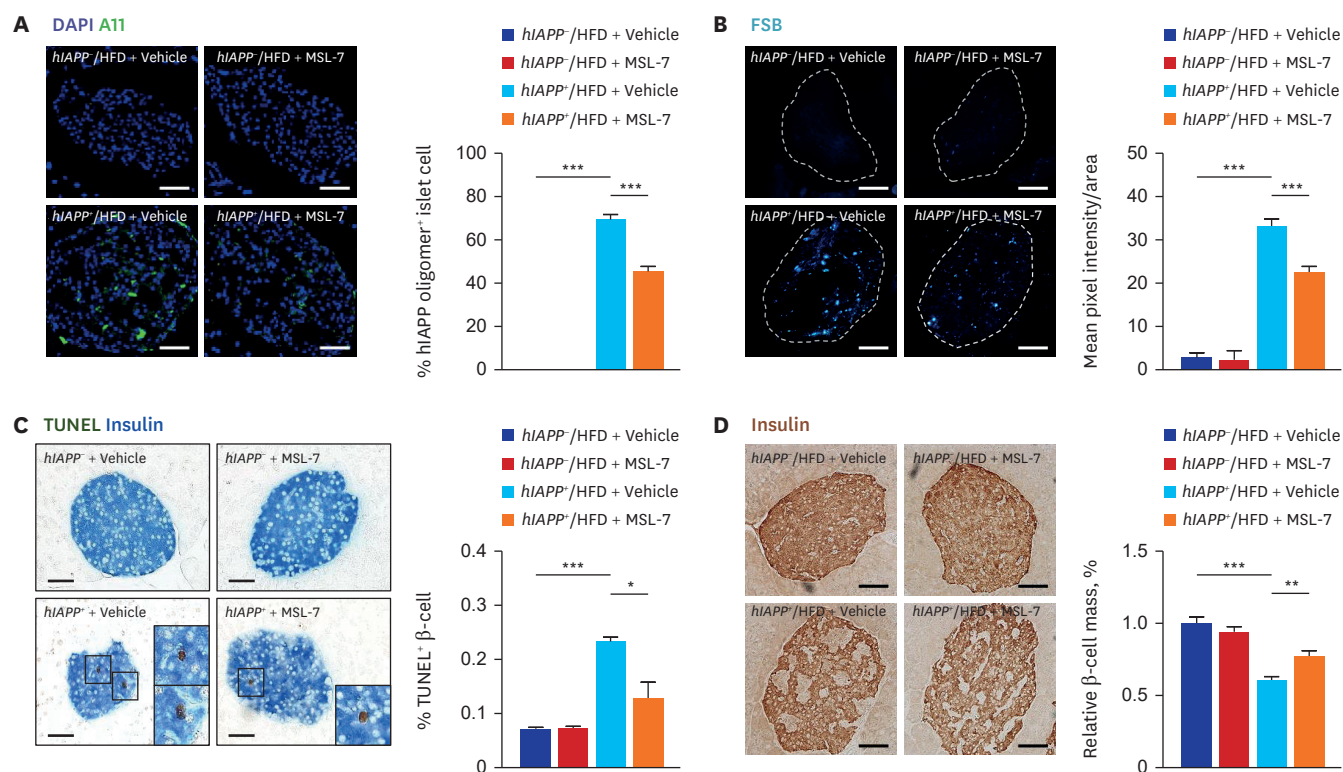 A DAPI A11
hIAPP⁻/HFD + Vehicle
hIAPP⁻/HFD + MSL-7
hIAPP⁺/HFD + Vehicle
hIAPP⁺/HFD + MSL-7
hIAPP⁻/HFD + Vehicle
hIAPP⁻/HFD + MSL-7
hIAPP⁺/HFD + Vehicle
hIAPP⁺/HFD + MSL-7
% hIAPP oligomer⁺ islet cell
100
80
60
40
20
0
***
***
B FSB
hIAPP⁻/HFD + Vehicle
hIAPP⁻/HFD + MSL-7
hIAPP⁺/HFD + Vehicle
hIAPP⁺/HFD + MSL-7
hIAPP⁻/HFD + Vehicle
hIAPP⁻/HFD + MSL-7
hIAPP⁺/HFD + Vehicle
hIAPP⁺/HFD + MSL-7
Mean pixel intensity/area
50
40
30
20
10
0
***
***
C TUNEL Insulin
hIAPP⁻ + Vehicle
hIAPP⁻ + MSL-7
hIAPP⁺ + Vehicle
hIAPP⁺ + MSL-7
hIAPP⁻/HFD + Vehicle
hIAPP⁻/HFD + MSL-7
hIAPP⁺/HFD + Vehicle
hIAPP⁺/HFD + MSL-7
% TUNEL⁺ β-cell
0.4
0.3
0.2
0.1
0
***
*
D Insulin
hIAPP⁻/HFD + Vehicle
hIAPP⁻/HFD + MSL-7
hIAPP⁺/HFD + Vehicle
hIAPP⁺/HFD + MSL-7
hIAPP⁻/HFD + Vehicle
hIAPP⁻/HFD + MSL-7
hIAPP⁺/HFD + Vehicle
hIAPP⁺/HFD + MSL-7
Relative β-cell mass, %
1.5
1.0
0.5
0
***
**